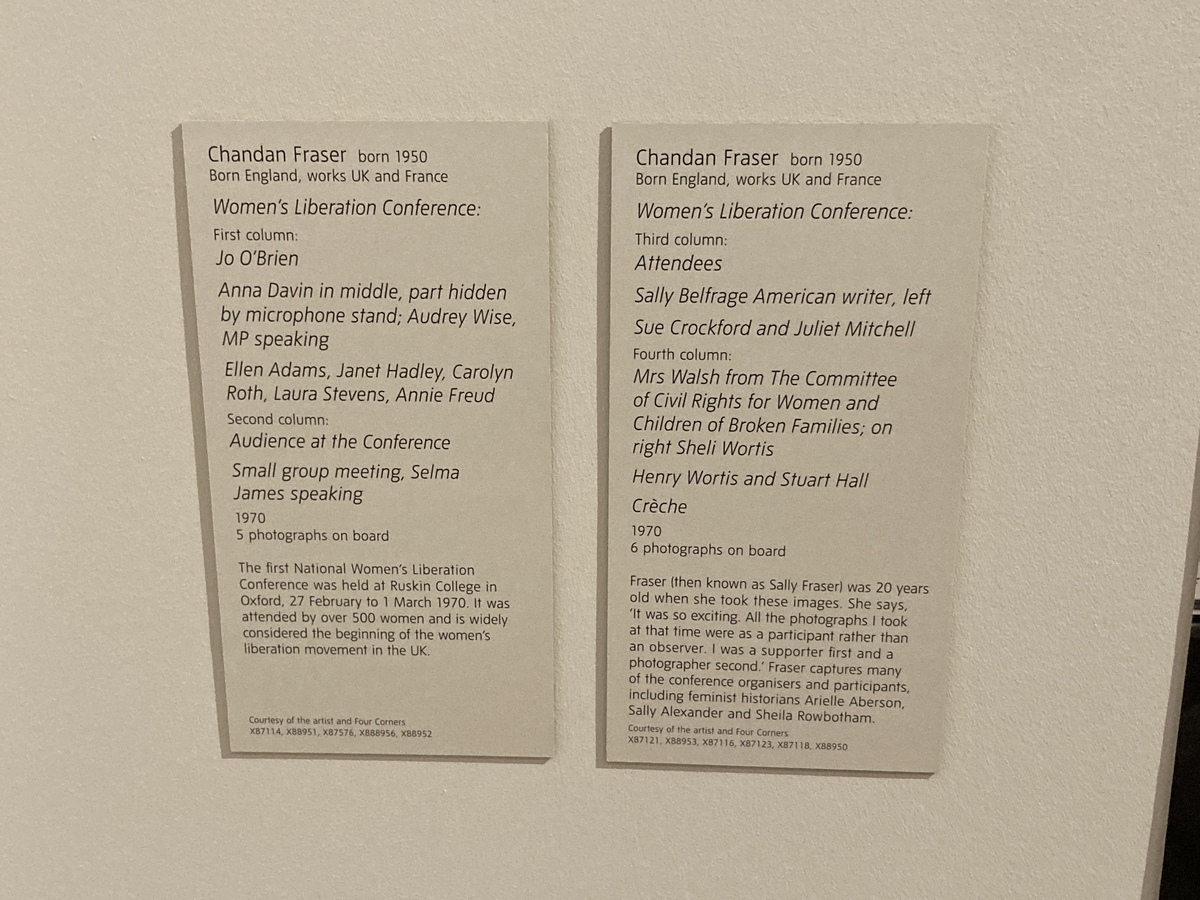 Chandan Fraser born 1950
Born England, works UK and France
Women's Liberation Conference:
First column:
Jo O'Brien
Anna Davin in middle, part hidden
by microphone stand; Audrey Wise,
MP speaking
Ellen Adams, Janet Hadley, Carolyn
Roth, Laura Stevens, Annie Freud
Second column:
Audience at the Conference
Small group meeting, Selma
James speaking
1970
5 photographs on board
The first National Women's Liberation
Conference was held at Ruskin College in
Oxford, 27 February to 1 March 1970. It was
attended by over 500 women and is widely
considered the beginning of the women's
liberation movement in the UK.
Courtesy of the artist and Four Corners
X87114, X88951, X87576, X888956, X88952
Chandan Fraser born 1950
Born England, works UK and France
Women's Liberation Conference:
Third column:
Attendees
Sally Belfrage American writer, left
Sue Crockford and Juliet Mitchell
Fourth column:
Mrs Walsh from The Committee
of Civil Rights for Women and
Children of Broken Families; on
right Sheli Wortis
Henry Wortis and Stuart Hall
Crèche
1970
6 photographs on board
Fraser (then known as Sally Fraser) was 20 years
old when she took these images. She says,
'It was so exciting. All the photographs I took
at that time were as a participant rather than
an observer. I was a supporter first and a
photographer second.' Fraser captures many
of the conference organisers and participants,
including feminist historians Arielle Aberson,
Sally Alexander and Sheila Rowbotham.
Courtesy of the artist and Four Corners
X87121, X88953, X87116, X87123, X87118, X88950